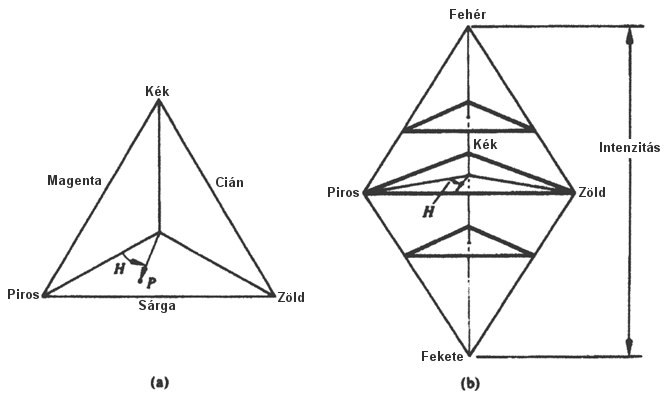 Kék
Magenta
Cián
H
P
Piros
Sárga
Zöld
(a)
Fehér
Intenzitás
Kék
Piros
Zöld
H
Fekete
(b)